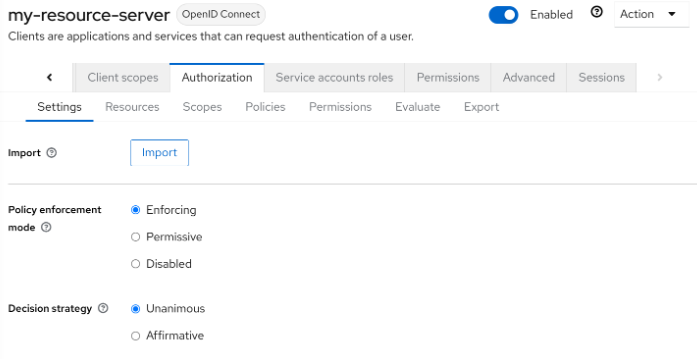 my-resource-server OpenID Connect Enabled Action
Clients are applications and services that can request authentication of a user.
Client scopes Authorization Service accounts roles Permissions Advanced Sessions
Settings Resources Scopes Policies Permissions Evaluate Export
Import Import
Policy enforcement mode
Enforcing
Permissive
Disabled
Decision strategy
Unanimous
Affirmative